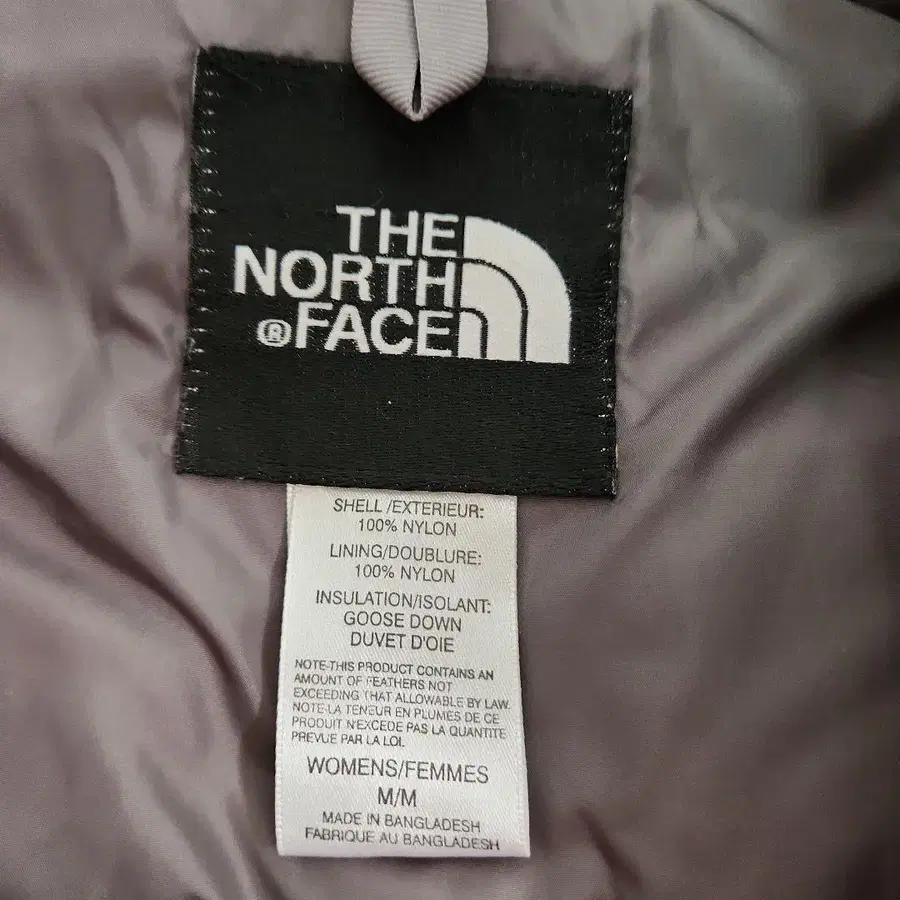 THE
NORTH
®FACE
SHELL/EXTERIEUR:
100% NYLON
LINING/DOUBLURE:
100% NYLON
INSULATION/ISOLANT:
GOOSE DOWN
DUVET D'OIE
NOTE-THIS PRODUCT CONTAINS AN
AMOUNT OF FEATHERS NOT
EXCEEDING THAT ALLOWABLE BY LAW.
NOTE-LA TENEUR EN PLUMES DE CE
PRODUIT N'EXCEDE PAS LA QUANTITE
PREVUE PAR LA LOI.
WOMENS/FEMMES
M/M
MADE IN BANGLADESH
FABRIQUE AU BANGLADESH